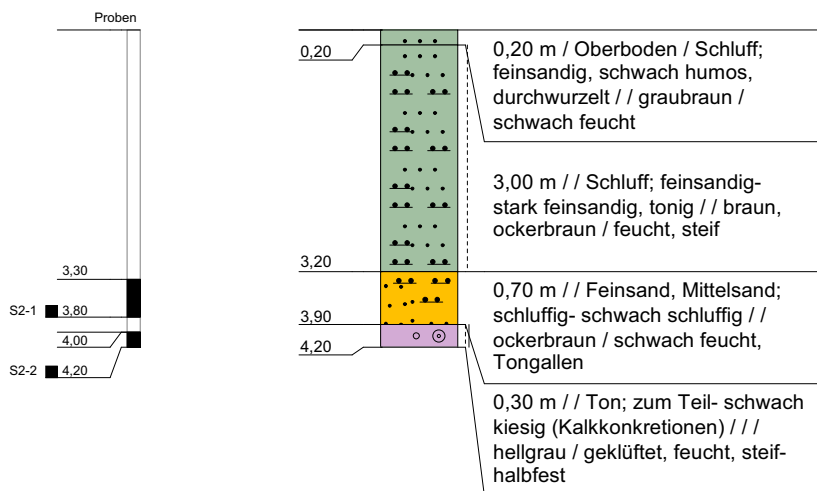 Proben
0,20
0,20 m / Oberboden / Schluff;
feinsandig, schwach humos,
durchwurzelt / / graubraun /
schwach feucht
3,00 m / / Schluff; feinsandig-
stark feinsandig, tonig / / braun,
ockerbraun / feucht, steif
3,20
3,30
S2-1 3,80
4,00
S2-2 4,20
0,70 m / / Feinsand, Mittelsand;
schluffig- schwach schluffig / /
ockerbraun / schwach feucht,
Tongallen
3,90
4,20
0,30 m / / Ton; zum Teil- schwach
kiesig (Kalkkonkretionen) / / /
hellgrau / geklüftet, feucht, steif-
halbfest